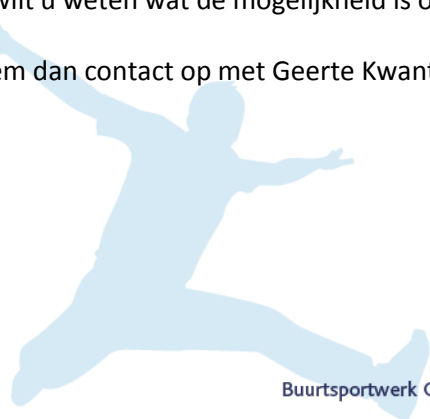 wilt u weten wat de mogelijkheid is
em dan contact op met Geerte Kwant
Buurtsportwerk